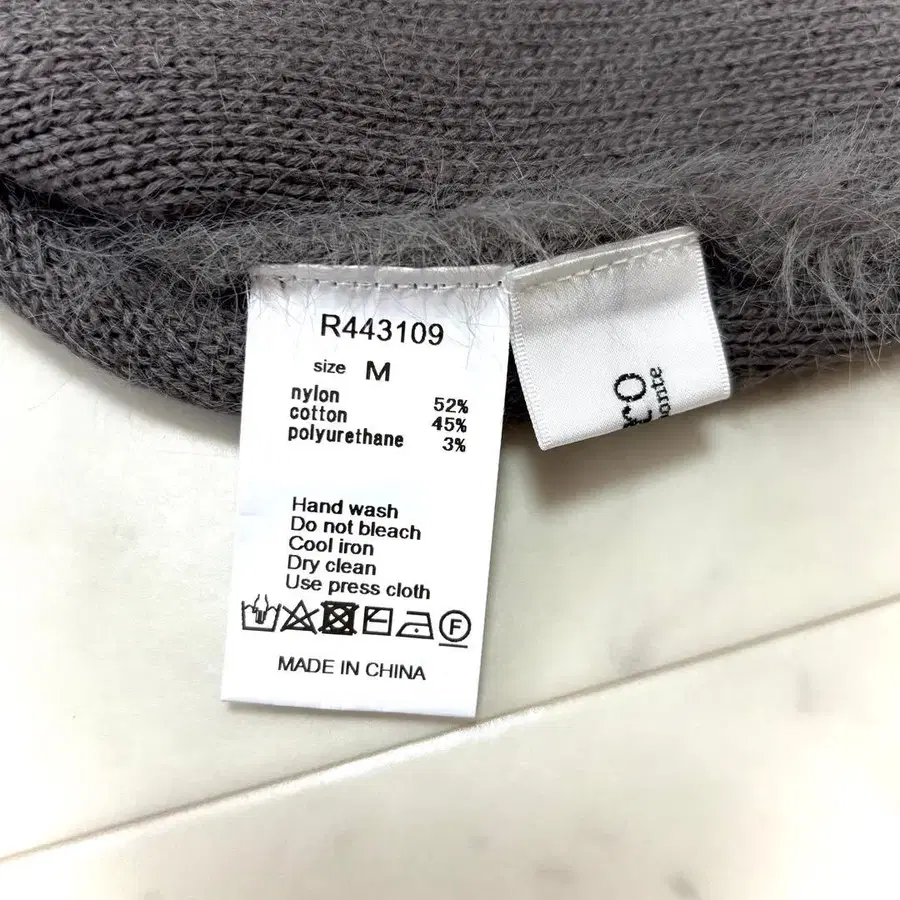 R443109
size M
nylon 52%
cotton 45%
polyurethane 3%
Hand wash
Do not bleach
Cool iron
Dry clean
Use press cloth
F
MADE IN CHINA